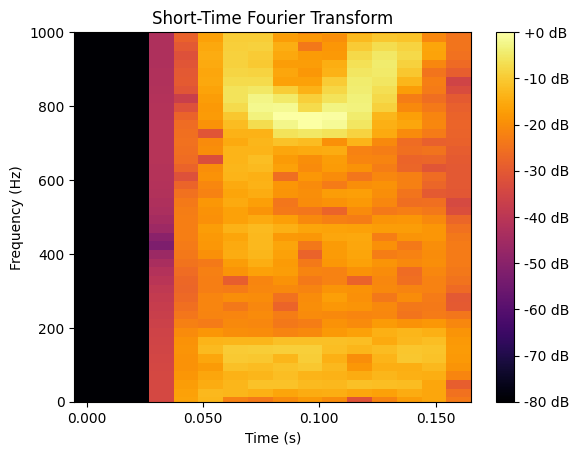 Short-Time Fourier Transform
1000
800
600
400
200
0
Frequency (Hz)
0.000
0.050
0.100
0.150
Time (s)
+0 dB
-10 dB
-20 dB
-30 dB
-40 dB
-50 dB
-60 dB
-70 dB
-80 dB